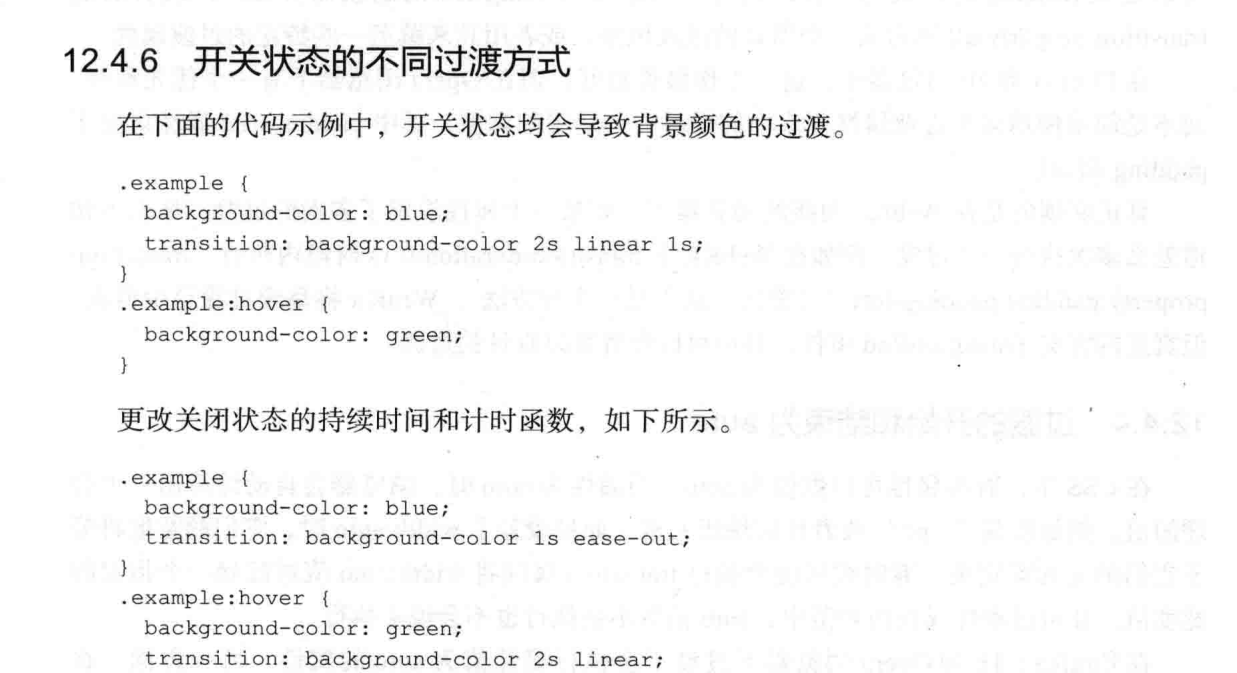 12.4.6 开关状态的不同过渡方式
在下面的代码示例中，开关状态均会导致背景颜色的过渡。
.example {
background-color: blue;
transition: background-color 2s linear 1s;
}
.example:hover {
background-color: green;
}
更改关闭状态的持续时间和计时函数，如下所示。
.example {
background-color: blue;
transition: background-color 1s ease-out;
}
.example:hover {
background-color: green;
transition: background-color 2s linear;